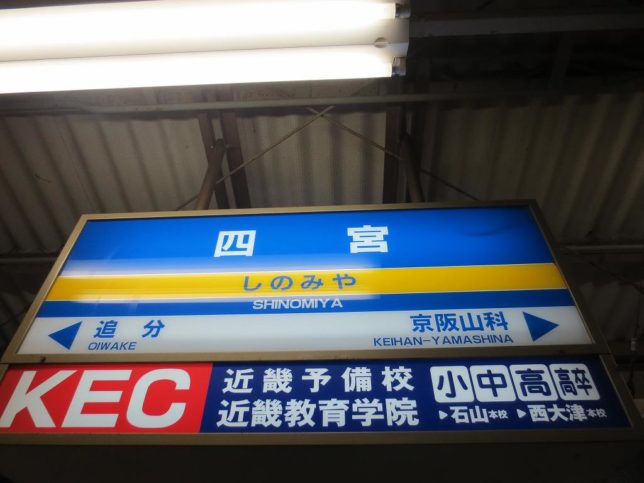 四宮
しのみや
SHINOMIYA
追分
OIWAKE
京阪山科
KEIHAN-YAMASHINA
KEC
近畿予備校
近畿教育学院
小中高高卒
石山本校
西大津本校